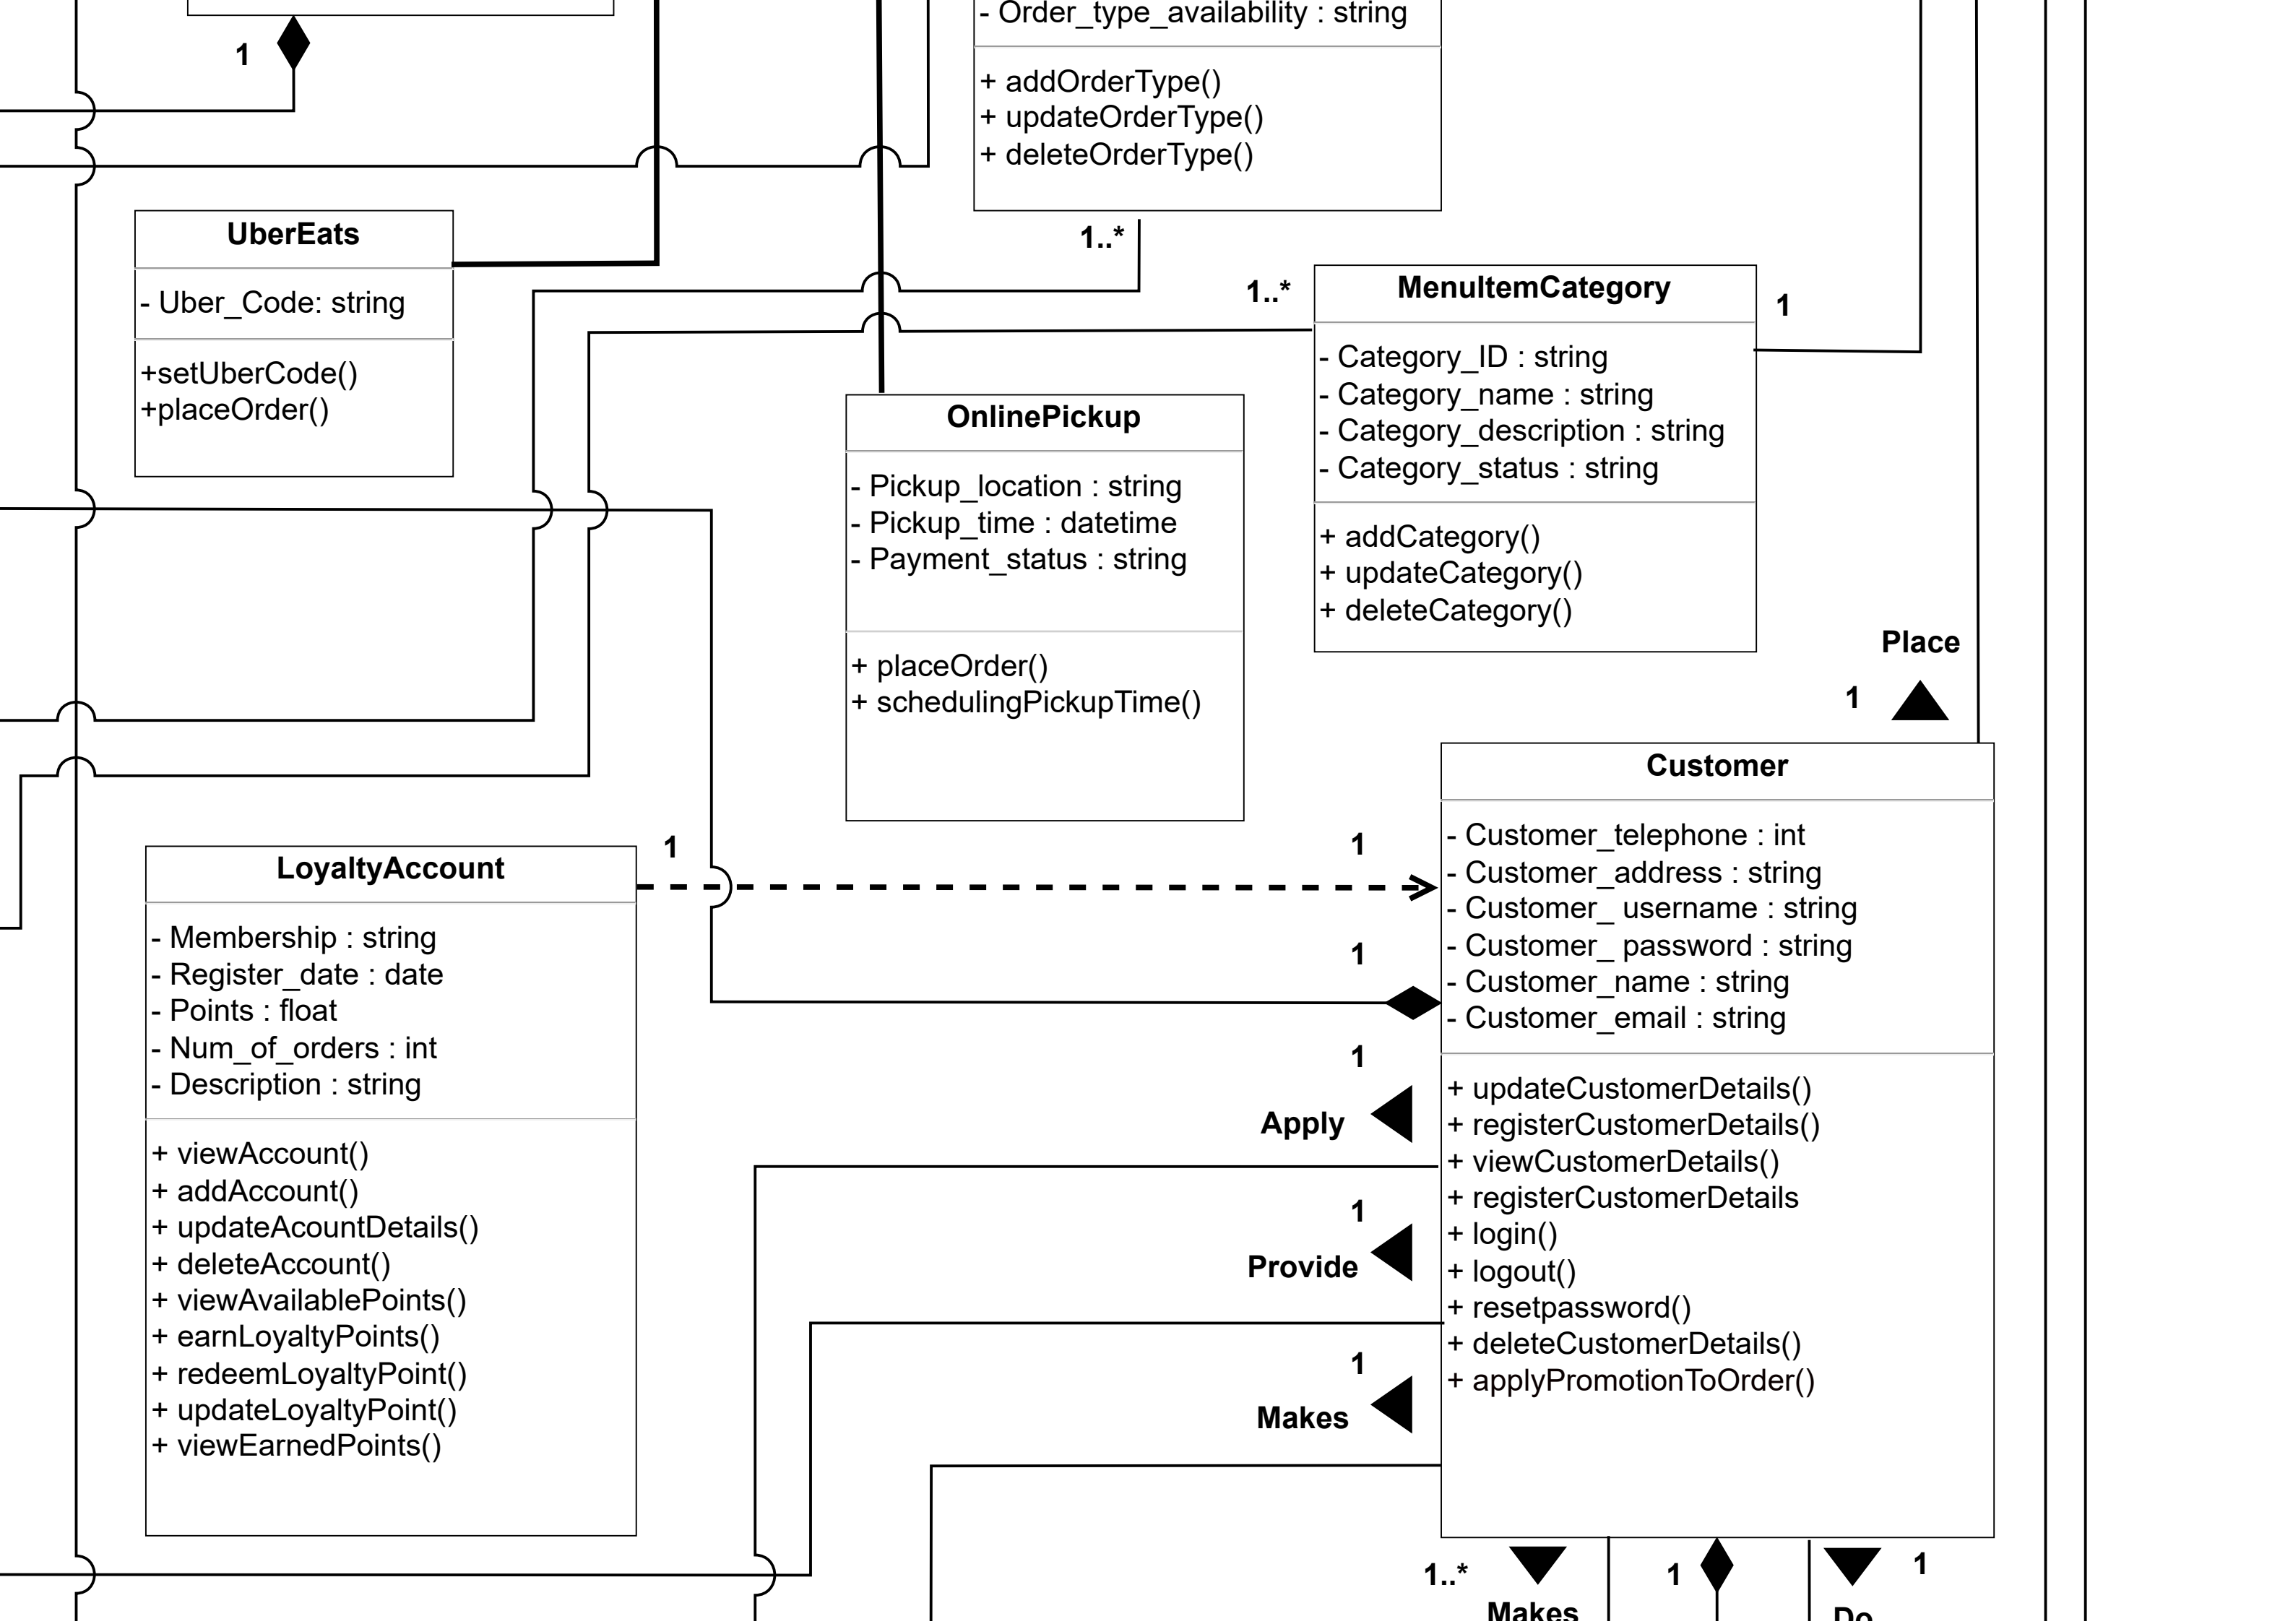 1
- Order_type_availability : string
+ addOrderType()
+ updateOrderType()
+ deleteOrderType()
1..*
UberEats
- Uber_Code: string
+setUberCode()
+placeOrder()
1..*
MenuItemCategory
1
- Category_ID : string
- Category_name : string
- Category_description : string
- Category_status : string
+ addCategory()
+ updateCategory()
+ deleteCategory()
OnlinePickup
- Pickup_location : string
- Pickup_time : datetime
- Payment_status : string
+ placeOrder()
+ schedulingPickupTime()
Place
1
LoyaltyAccount
1
- Membership : string
- Register_date : date
- Points : float
- Num_of_orders : int
- Description : string
+ viewAccount()
+ addAccount()
+ updateAcountDetails()
+ deleteAccount()
+ viewAvailablePoints()
+ earnLoyaltyPoints()
+ redeemLoyaltyPoint()
+ updateLoyaltyPoint()
+ viewEarnedPoints()
1
1
1
Apply
1
Provide
1
Makes
Customer
- Customer_telephone : int
- Customer_address : string
- Customer_ username : string
- Customer_ password : string
- Customer_name : string
- Customer_email : string
+ updateCustomerDetails()
+ registerCustomerDetails()
+ viewCustomerDetails()
+ registerCustomerDetails
+ login()
+ logout()
+ resetpassword()
+ deleteCustomerDetails()
+ applyPromotionToOrder()
1..*
Makes
1
Do
1